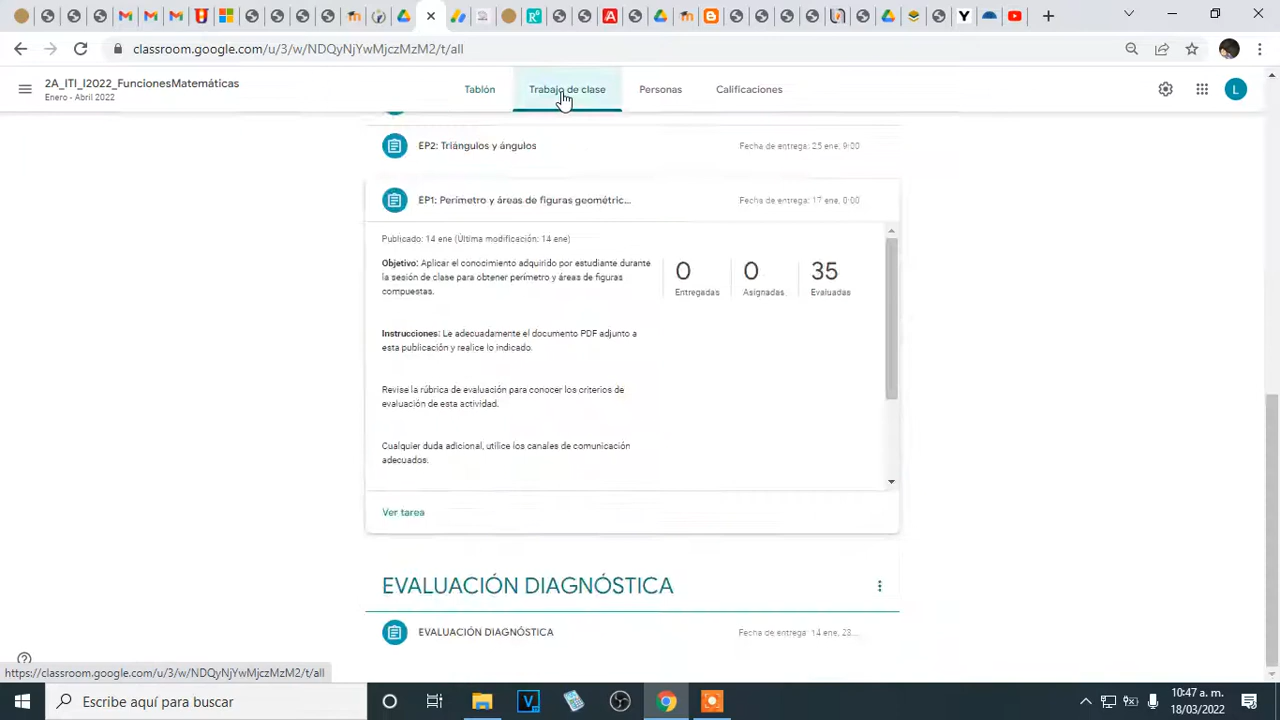 classroom.google.com/u/3/w/NDQyNjYwMjczMzM2/t/all
2A_ITI_I2022_FuncionesMatemáticas
Enero - Abril 2022
Tablón
Trabajo de clase
Personas
Calificaciones
L
EP2: Triángulos y ángulos
Fecha de entrega: 25 ene, 9:00
EP1: Perímetro y áreas de figuras geométric...
Fecha de entrega: 17 ene, 0:00
Publicado: 14 ene (Última modificación: 14 ene)
Objetivo: Aplicar el conocimiento adquirido por estudiante durante
la sesión de clase para obtener perímetro y áreas de figuras
compuestas.
0
Entregadas
0
Asignadas
35
Evaluadas
Instrucciones: Le adecuadamente el documento PDF adjunto a
esta publicación y realice lo indicado.
Revise la rúbrica de evaluación para conocer los criterios de
evaluación de esta actividad.
Cualquier duda adicional, utilice los canales de comunicación
adecuados.
Ver tarea
EVALUACIÓN DIAGNÓSTICA
EVALUACIÓN DIAGNÓSTICA
Fecha de entrega: 14 ene, 23...
https://classroom.google.com/u/3/w/NDQyNjYwMjczMzM2/t/all
Escribe aquí para buscar
10:47 a. m.
18/03/2022